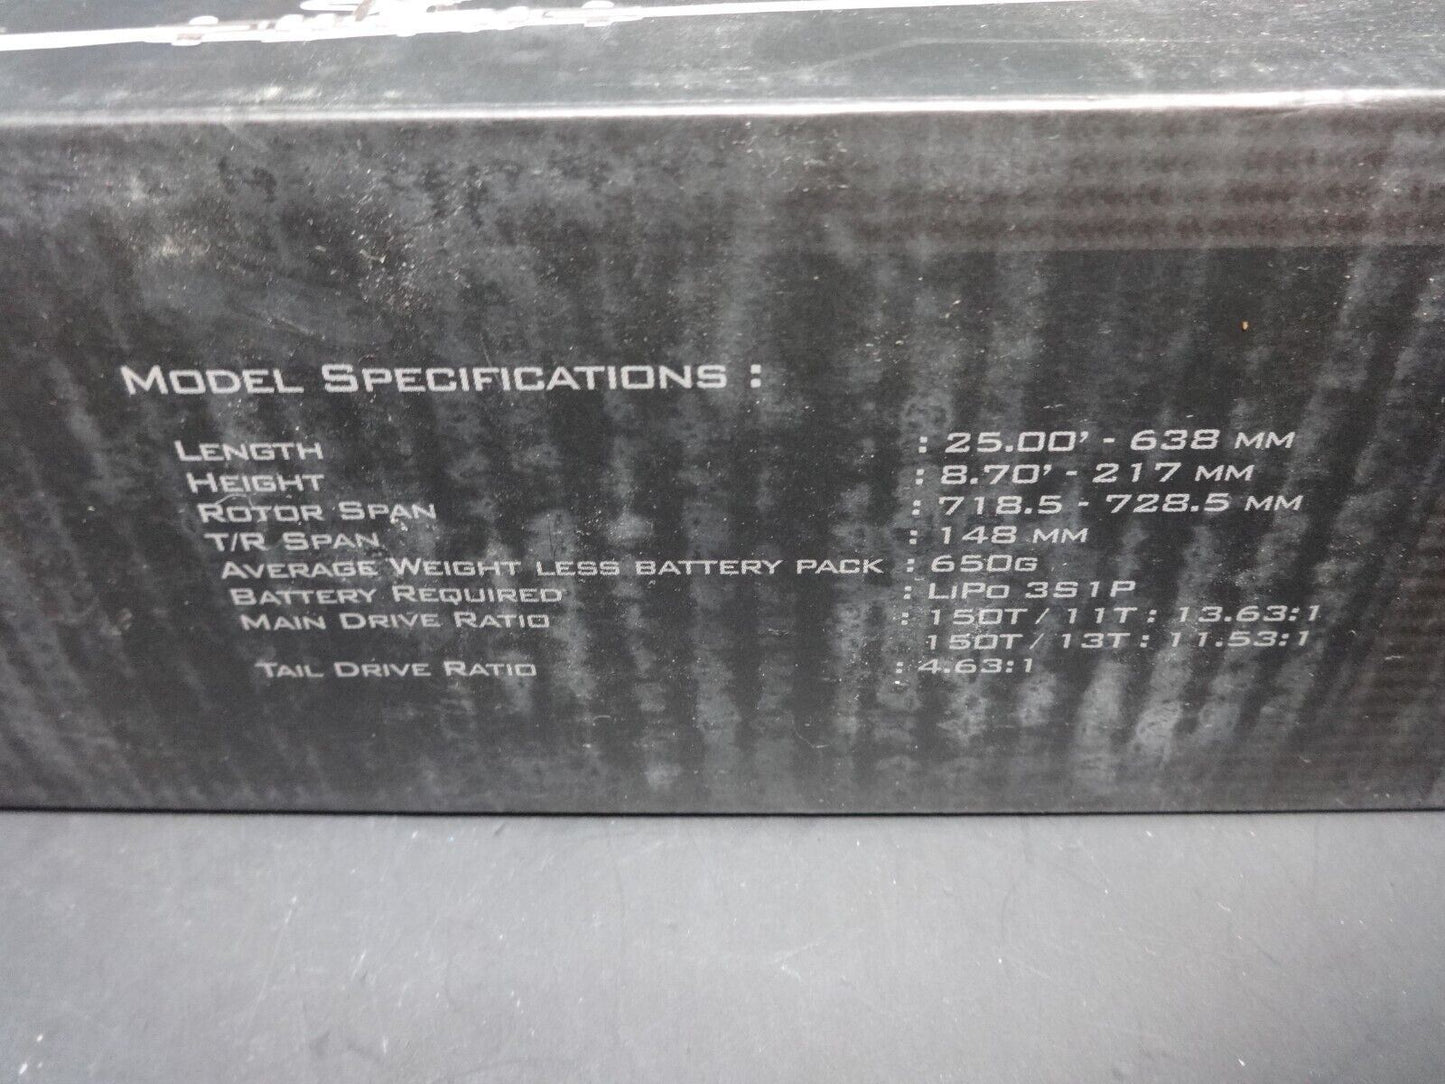 MODEL SPECIFICATIONS :
LENGTH : 25.00' - 638 MM
HEIGHT : 8.70' - 217 MM
ROTOR SPAN : 718.5 - 728.5 MM
T/R SPAN : 148 MM
AVERAGE WEIGHT LESS BATTERY PACK : 650G
BATTERY REQUIRED : LiPo 3S1P
MAIN DRIVE RATIO : 150T / 11T : 13.63:1
150T / 13T : 11.53:1
TAIL DRIVE RATIO : 4.63:1